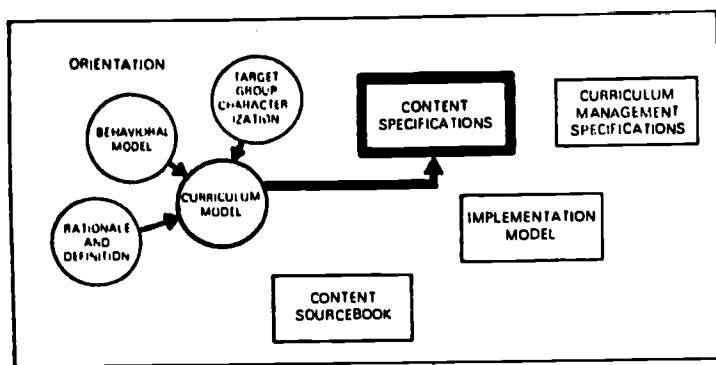 ORIENTATION
TARGET
GROUP
CHARACTER
IZATION
BEHAVIORAL
MODEL
CURRICULUM
MODEL
RATIONALE
AND
DEFINITION
CONTENT
SPECIFICATIONS
CURRICULUM
MANAGEMENT
SPECIFICATIONS
IMPLEMENTATION
MODEL
CONTENT
SOURCEBOOK